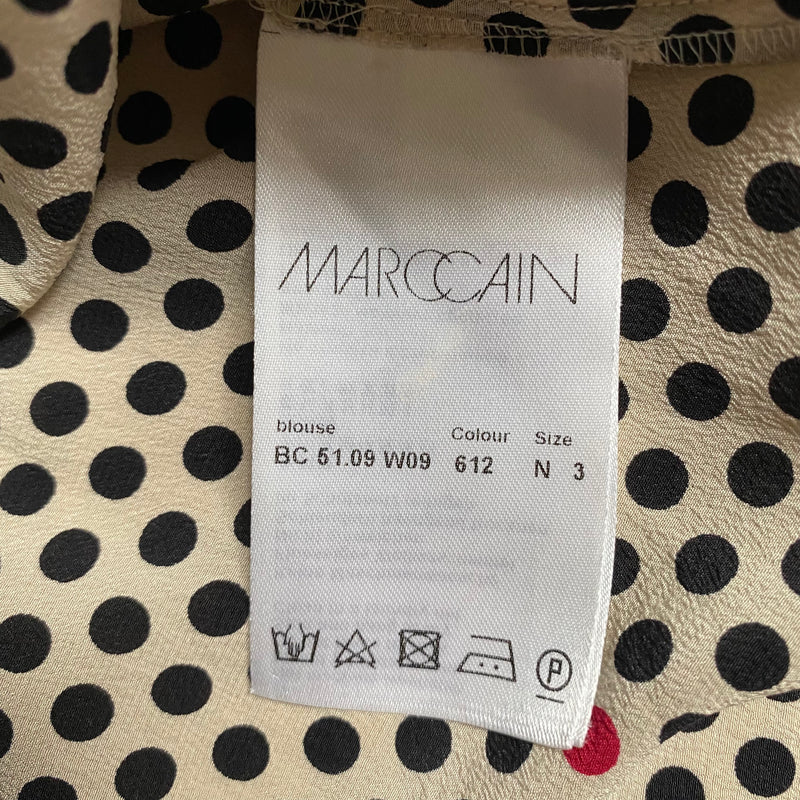 MARCCAIN
blouse Colour Size
BC 51.09 W09 612 N 3
P